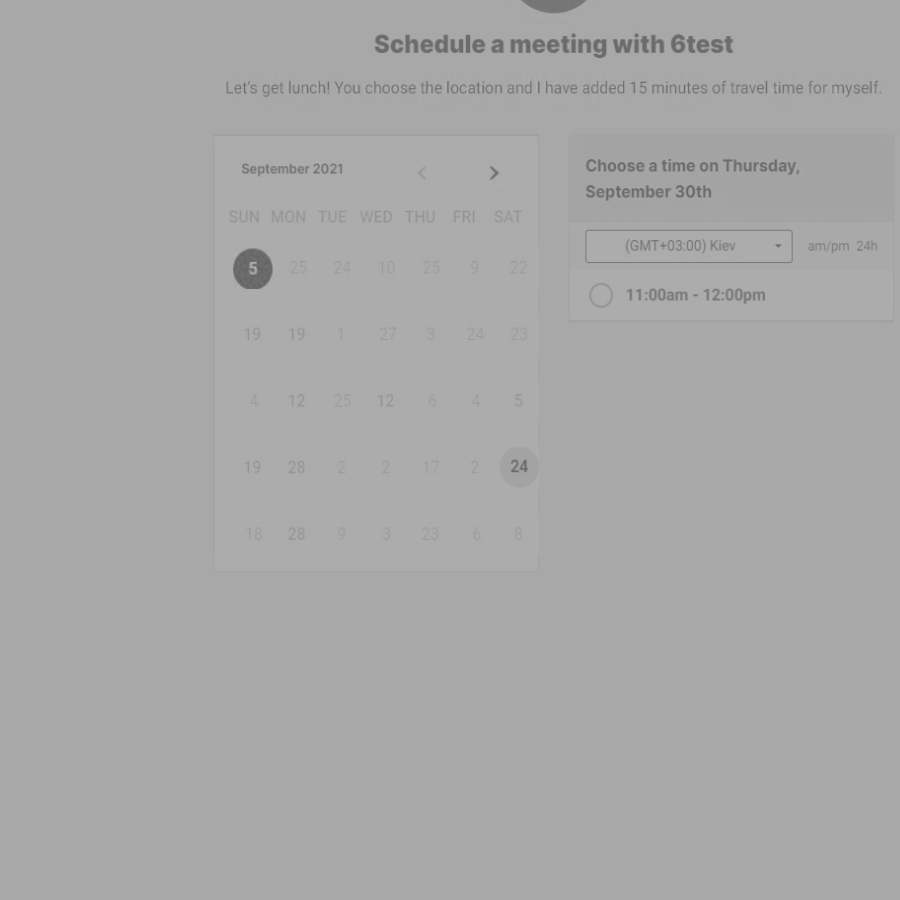 Schedule a meeting with 6test
Let's get lunch! You choose the location and I have added 15 minutes of travel time for myself.
September 2021
SUN MON TUE WED THU FRI SAT
5 25 24 10 25 9 22
19 19 1 27 3 24 23
4 12 25 12 6 4 5
19 28 2 2 17 2 24
18 28 9 3 23 6 8
Choose a time on Thursday,
September 30th
(GMT+03:00) Kiev am/pm 24h
11:00am - 12:00pm